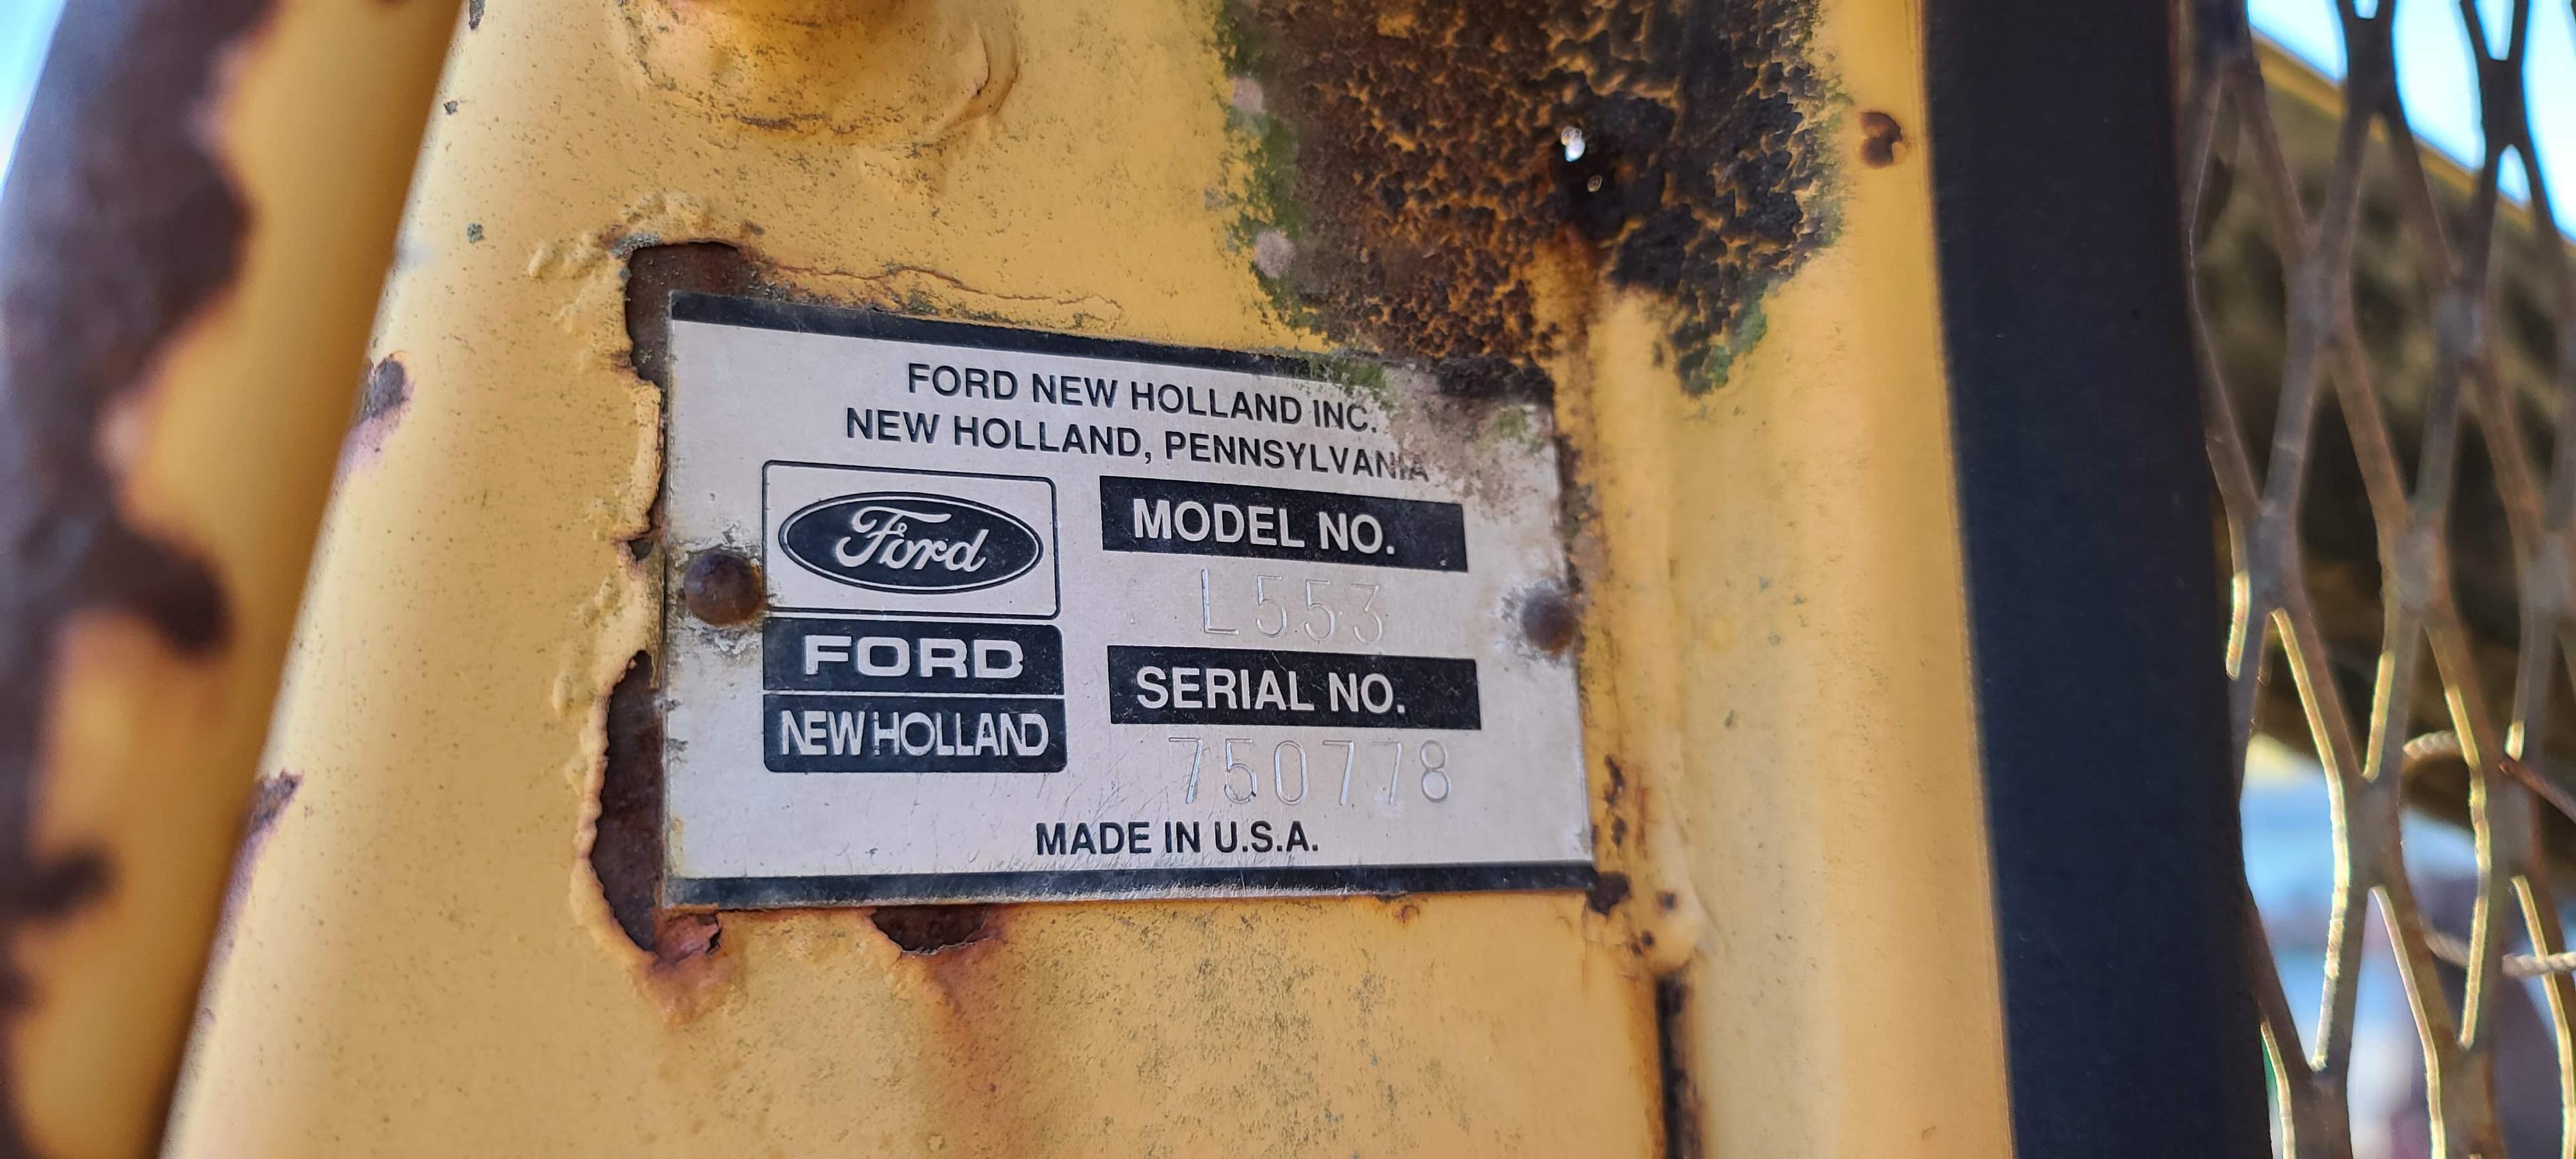 FORD NEW HOLLAND INC.
NEW HOLLAND, PENNSYLVANIA
Ford
FORD
NEW HOLLAND
MODEL NO.
L553
SERIAL NO.
750778
MADE IN U.S.A.